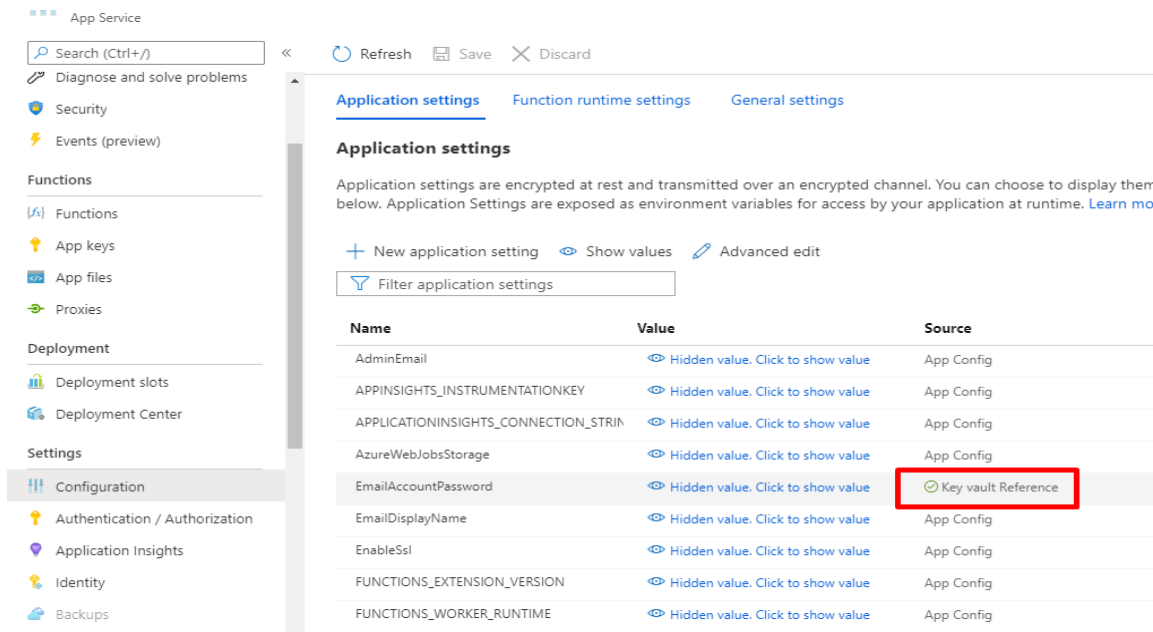 App Service
Search (Ctrl+/)
«
Diagnose and solve problems
Security
Events (preview)
Functions
Functions
App keys
App files
Proxies
Deployment
Deployment slots
Deployment Center
Settings
Configuration
Authentication / Authorization
Application Insights
Identity
Backups
Refresh Save Discard
Application settings Function runtime settings General settings
Application settings
Application settings are encrypted at rest and transmitted over an encrypted channel. You can choose to display them
below. Application Settings are exposed as environment variables for access by your application at runtime. Learn mo
New application setting Show values Advanced edit
Filter application settings
Name Value Source
AdminEmail Hidden value. Click to show value App Config
APPINSIGHTS_INSTRUMENTATIONKEY Hidden value. Click to show value App Config
APPLICATIONINSIGHTS_CONNECTION_STRIN Hidden value. Click to show value App Config
AzureWebJobsStorage Hidden value. Click to show value App Config
EmailAccountPassword Hidden value. Click to show value Key vault Reference
EmailDisplayName Hidden value. Click to show value App Config
EnableSsl Hidden value. Click to show value App Config
FUNCTIONS_EXTENSION_VERSION Hidden value. Click to show value App Config
FUNCTIONS_WORKER_RUNTIME Hidden value. Click to show value App Config